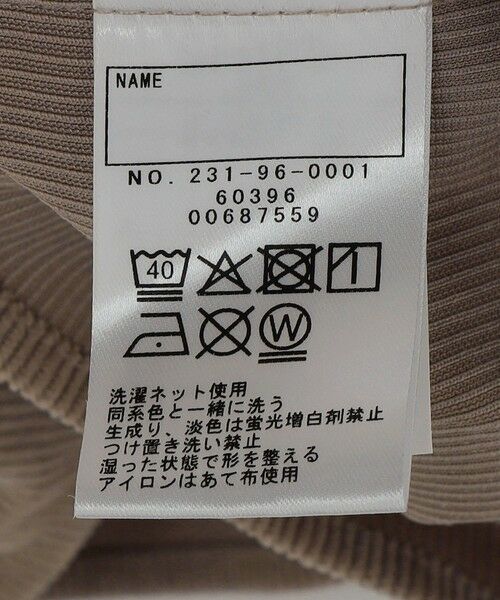 NAME
NO. 231-96-0001
60396
00687559
40
W
洗濯ネット使用
同系色と一緒に洗う
生成り、淡色は蛍光増白剤禁止
つけ置き洗い禁止
湿った状態で形を整える
アイロンはあて布使用